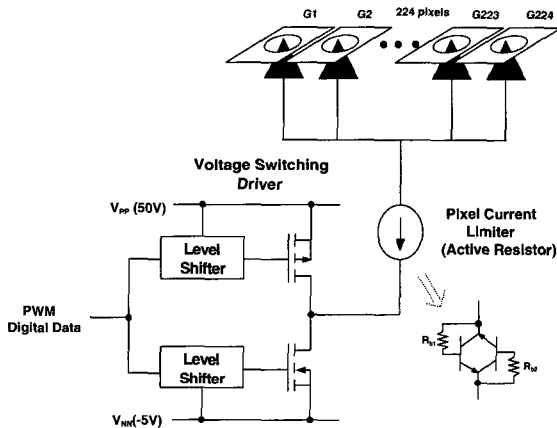 G1 G2 224 pixels G223 G224
Voltage Switching
Driver
VPP (50V)
Level
Shifter
Pixel Current
Limiter
(Active Resistor)
PWM
Digital Data
Rb1
Rb2
Level
Shifter
VNN(-5V)